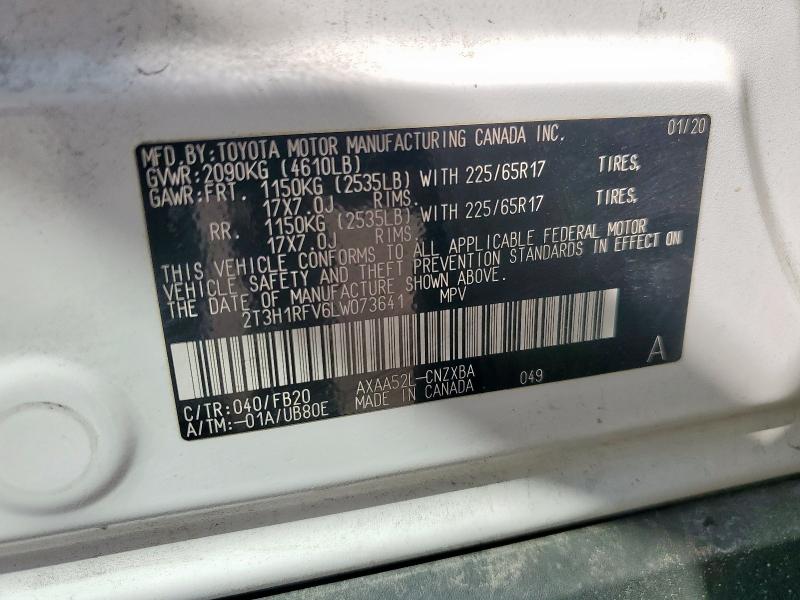 01/20
MFD.BY:TOYOTA MOTOR MANUFACTURING CANADA INC.
GVWR:2090KG (4610LB)
GAWR:FRT. 1150KG (2535LB) WITH 225/65R17 TIRES,
17X7.0J RIMS.
RR. 1150KG (2535LB) WITH 225/65R17 TIRES,
17X7.0J RIMS.
THIS VEHICLE CONFORMS TO ALL APPLICABLE FEDERAL MOTOR
VEHICLE SAFETY AND THEFT PREVENTION STANDARDS IN EFFECT ON
THE DATE OF MANUFACTURE SHOWN ABOVE.
2T3H1RFV6LW073641 MPV
A
C/TR:040/FB20 AXAA52L-CNZXBA 049
A/TM:-01A/UB80E MADE IN CANADA